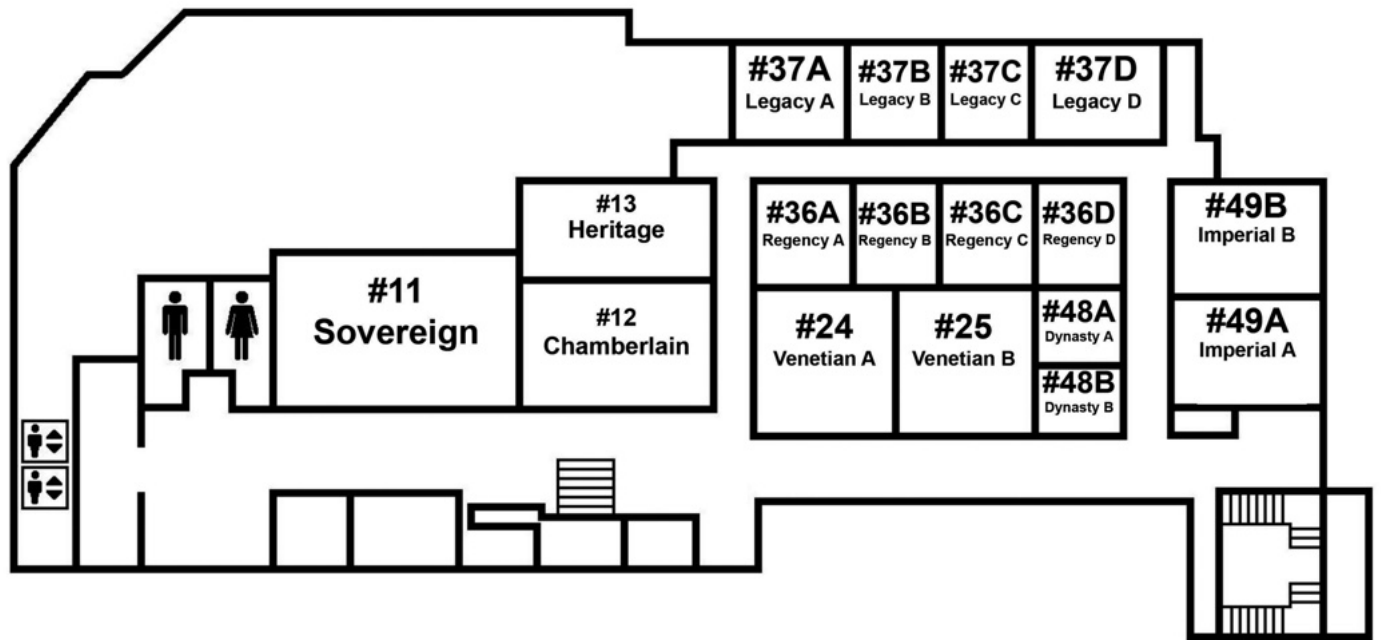 #37A
Legacy A
#37B
Legacy B
#37C
Legacy C
#37D
Legacy D
#13
Heritage
#36A
Regency A
#36B
Regency B
#36C
Regency C
#36D
Regency D
#49B
Imperial B
#11
Sovereign
#12
Chamberlain
#24
Venetian A
#25
Venetian B
#48A
Dynasty A
#48B
Dynasty B
#49A
Imperial A